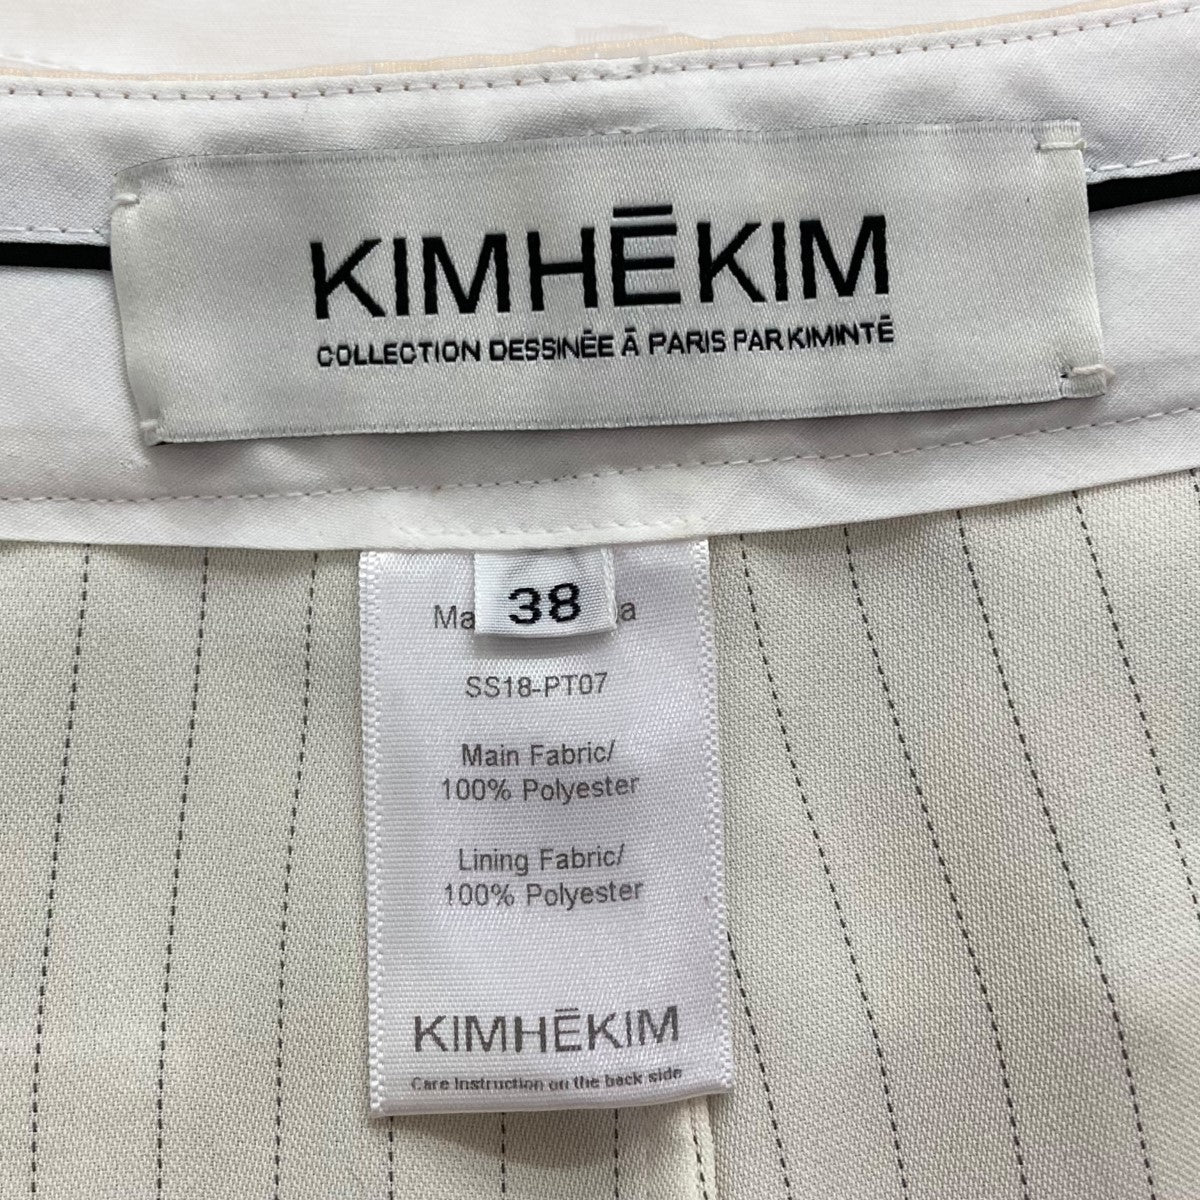 KIMHĒKIM
COLLECTION DESSINÉE Ā PARIS PAR KIMINTĒ
38
SS18-PT07
Main Fabric/
100% Polyester
Lining Fabric/
100% Polyester
KIMHĒKIM
Care Instruction on the back side